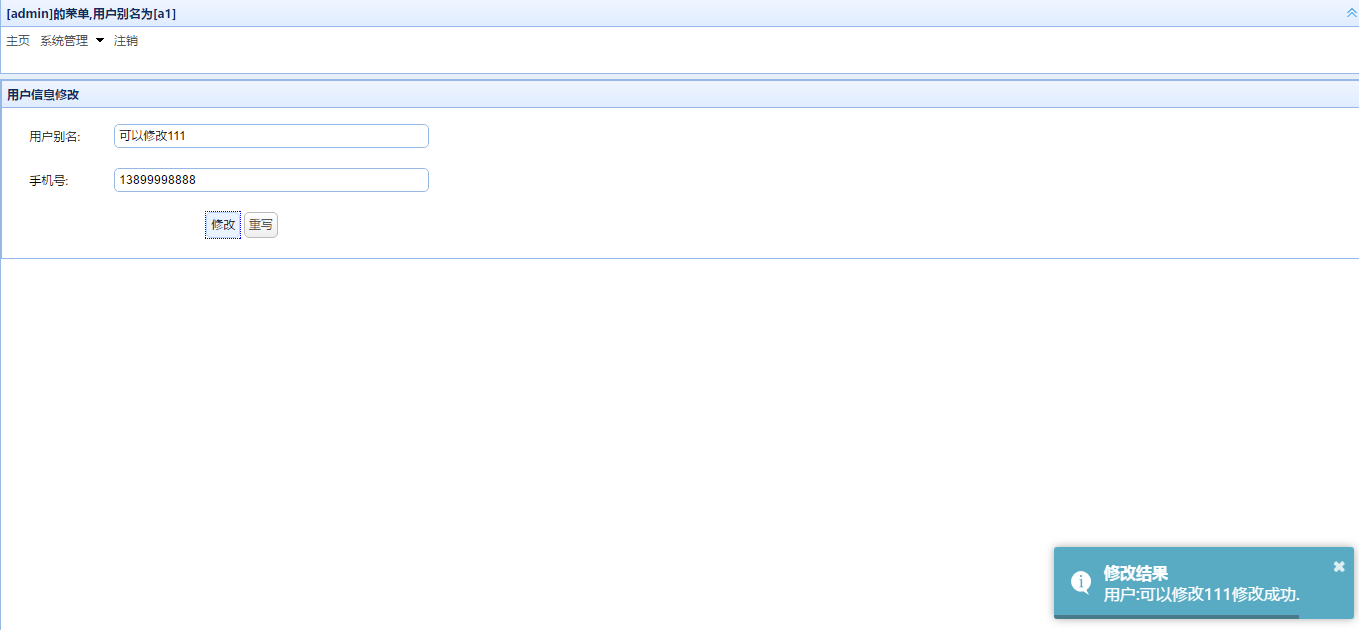 [admin]的荣单,用户别名为[a1]
主页 系统管理 注销
用户信息修改
用户别名: 可以修改111
手机号: 13899998888
修改 重写
修改结果
用户:可以修改111修改成功.